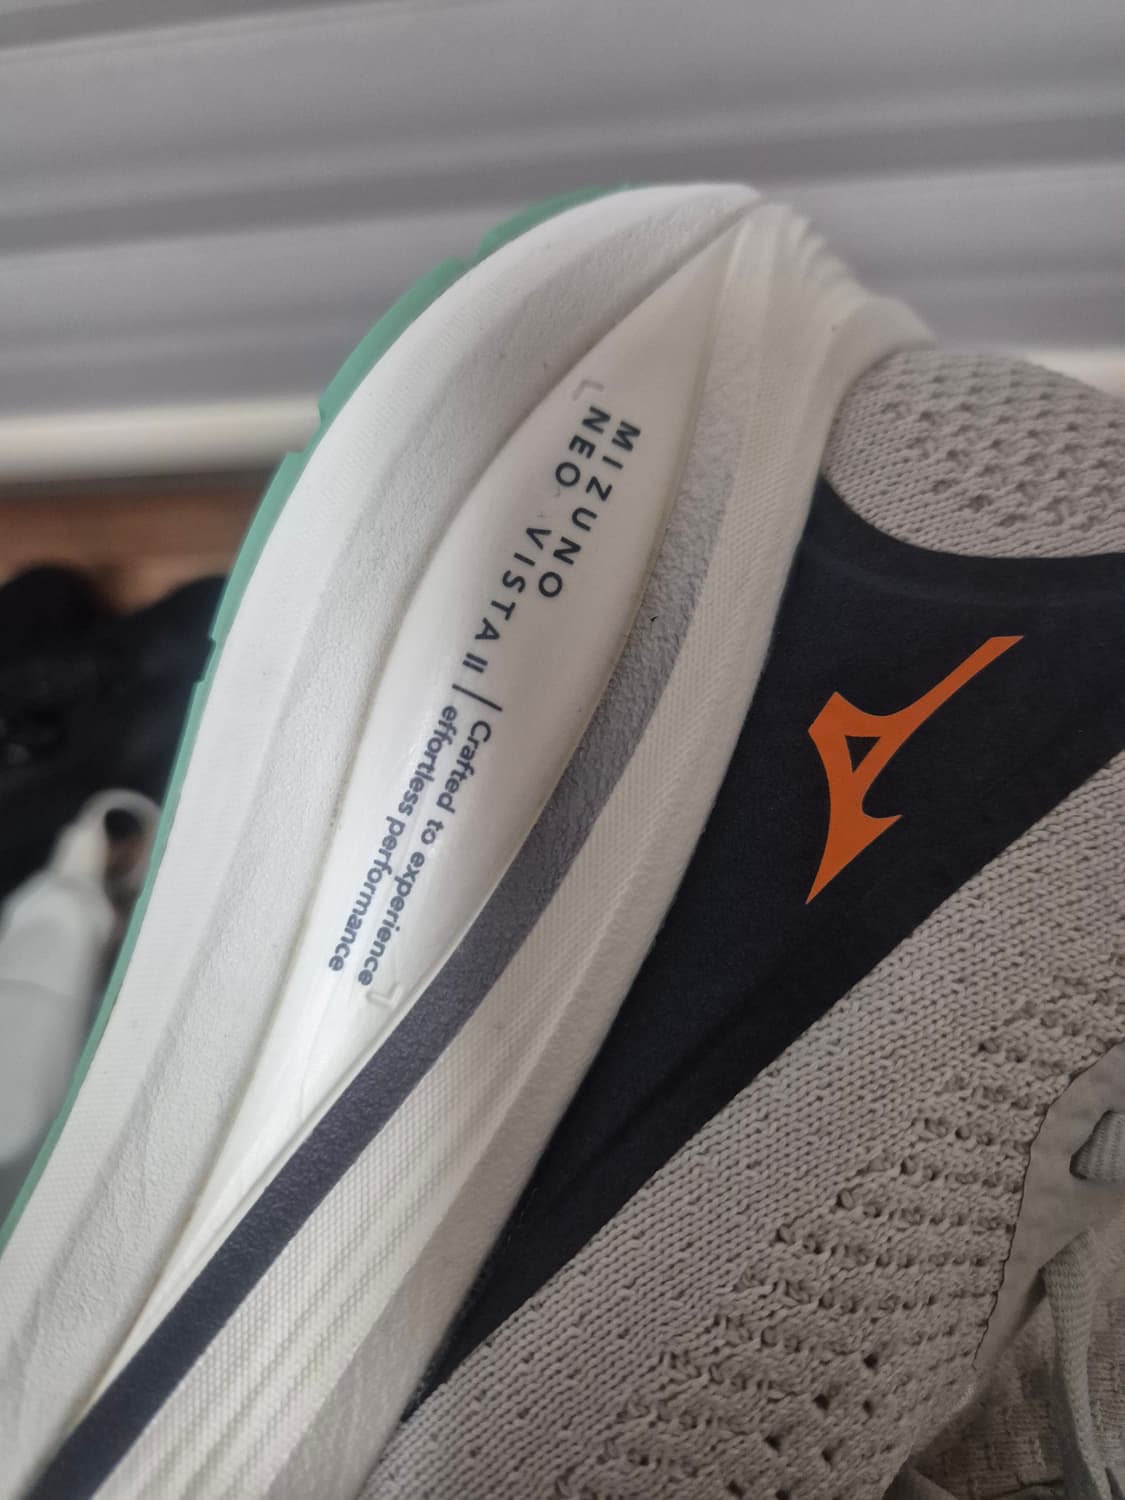 MIZUNO
NEO VISTA II / Crafted to experience
effortless performance